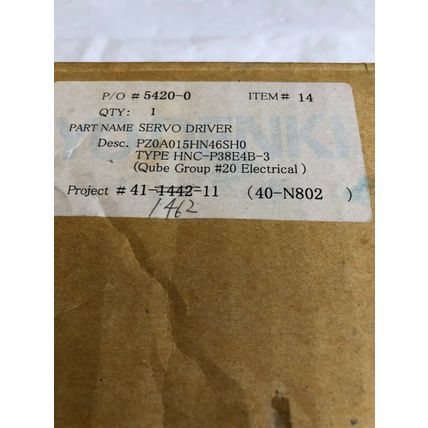 P/O # 5420-0 ITEM# 14
QTY: 1
PART NAME SERVO DRIVER
Desc. PZ0A015HN46SH0
TYPE HNC-P38E4B-3
(Qube Group #20 Electrical )
Project # 41-1442-11 (40-N802 )
1462